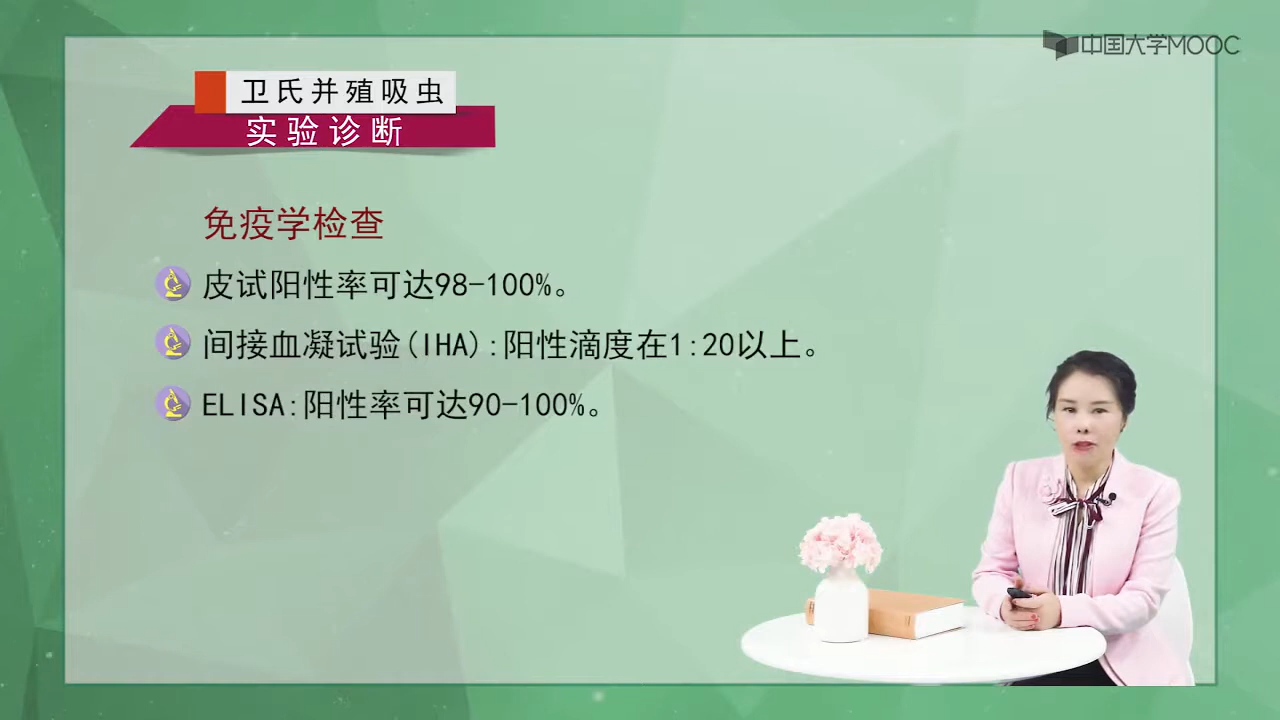 中国大学MOOC
卫氏并殖吸虫
实验诊断
免疫学检查
皮试阳性率可达98-100%。
间接血凝试验(IHA):阳性滴度在1:20以上。
ELISA:阳性率可达90-100%。